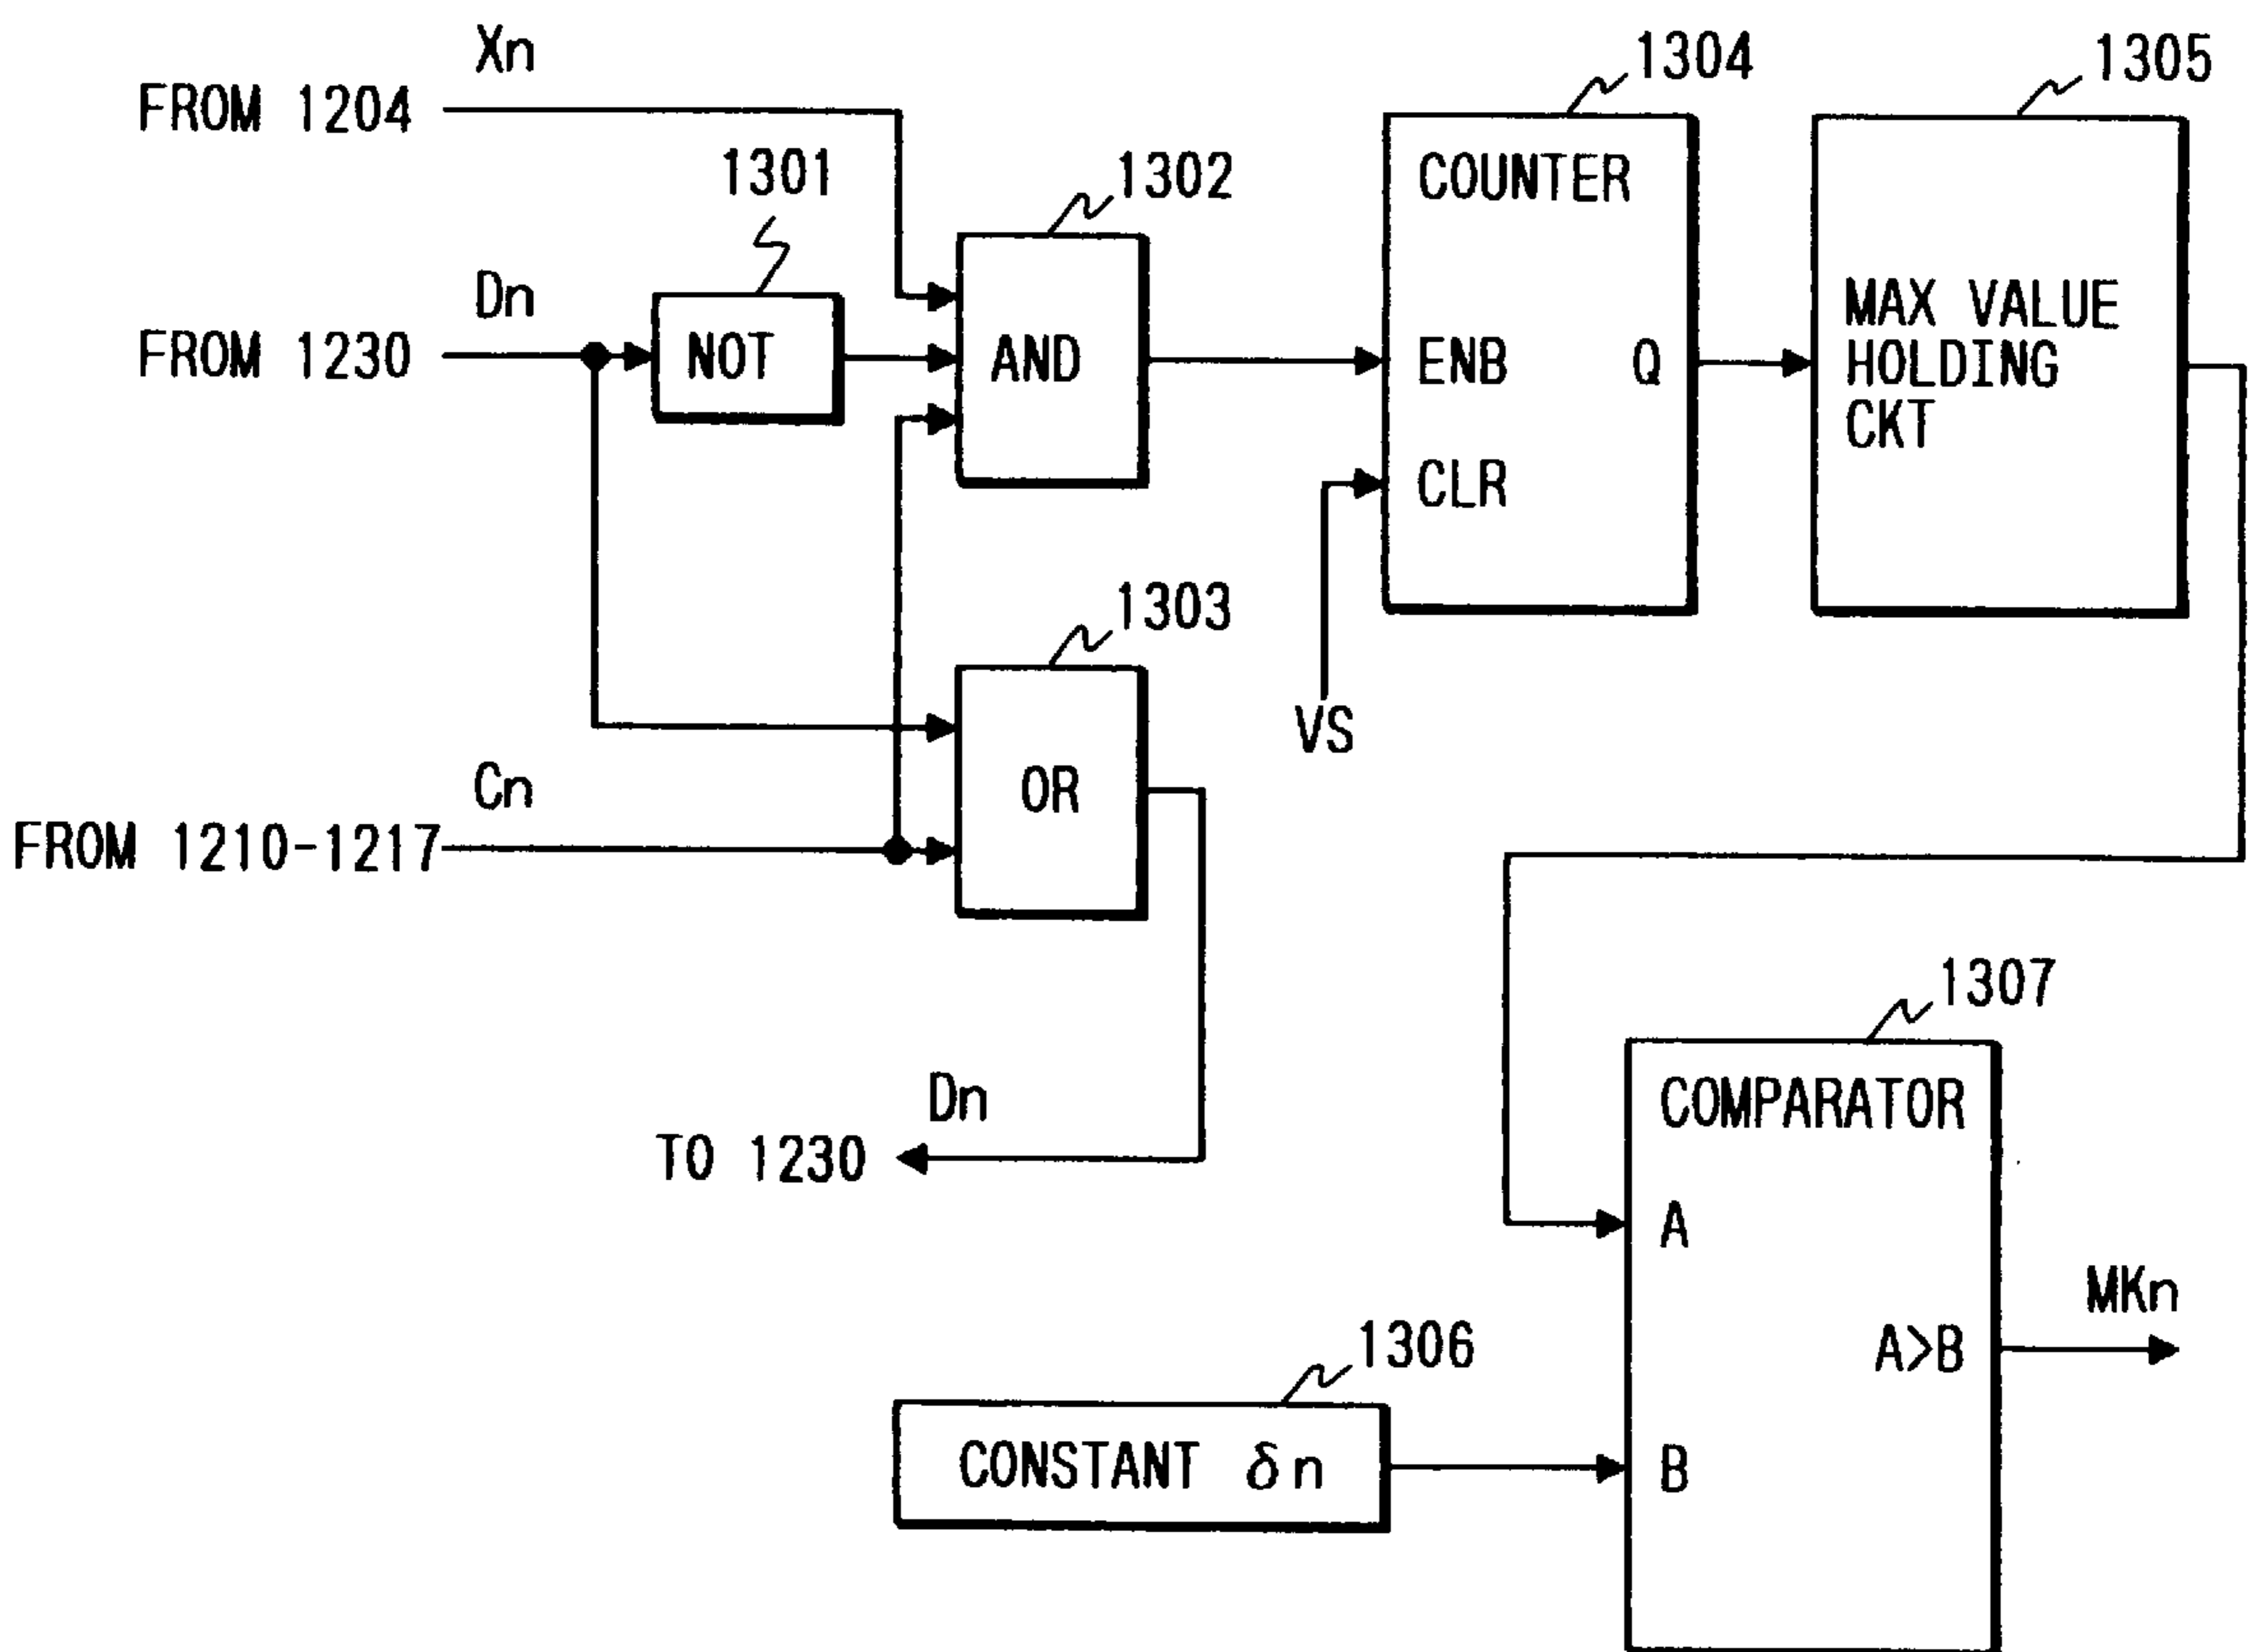 Xn
FROM 1204
1304
1305
1301
1302
COUNTER
Dn
FROM 1230
NOT
AND
ENB
Q
MAX VALUE
HOLDING
CKT
CLR
1303
VS
Cn
OR
FROM 1210-1217
1307
Dn
TO 1230
COMPARATOR
A
MKn
A>B
1306
CONSTANT δn
B